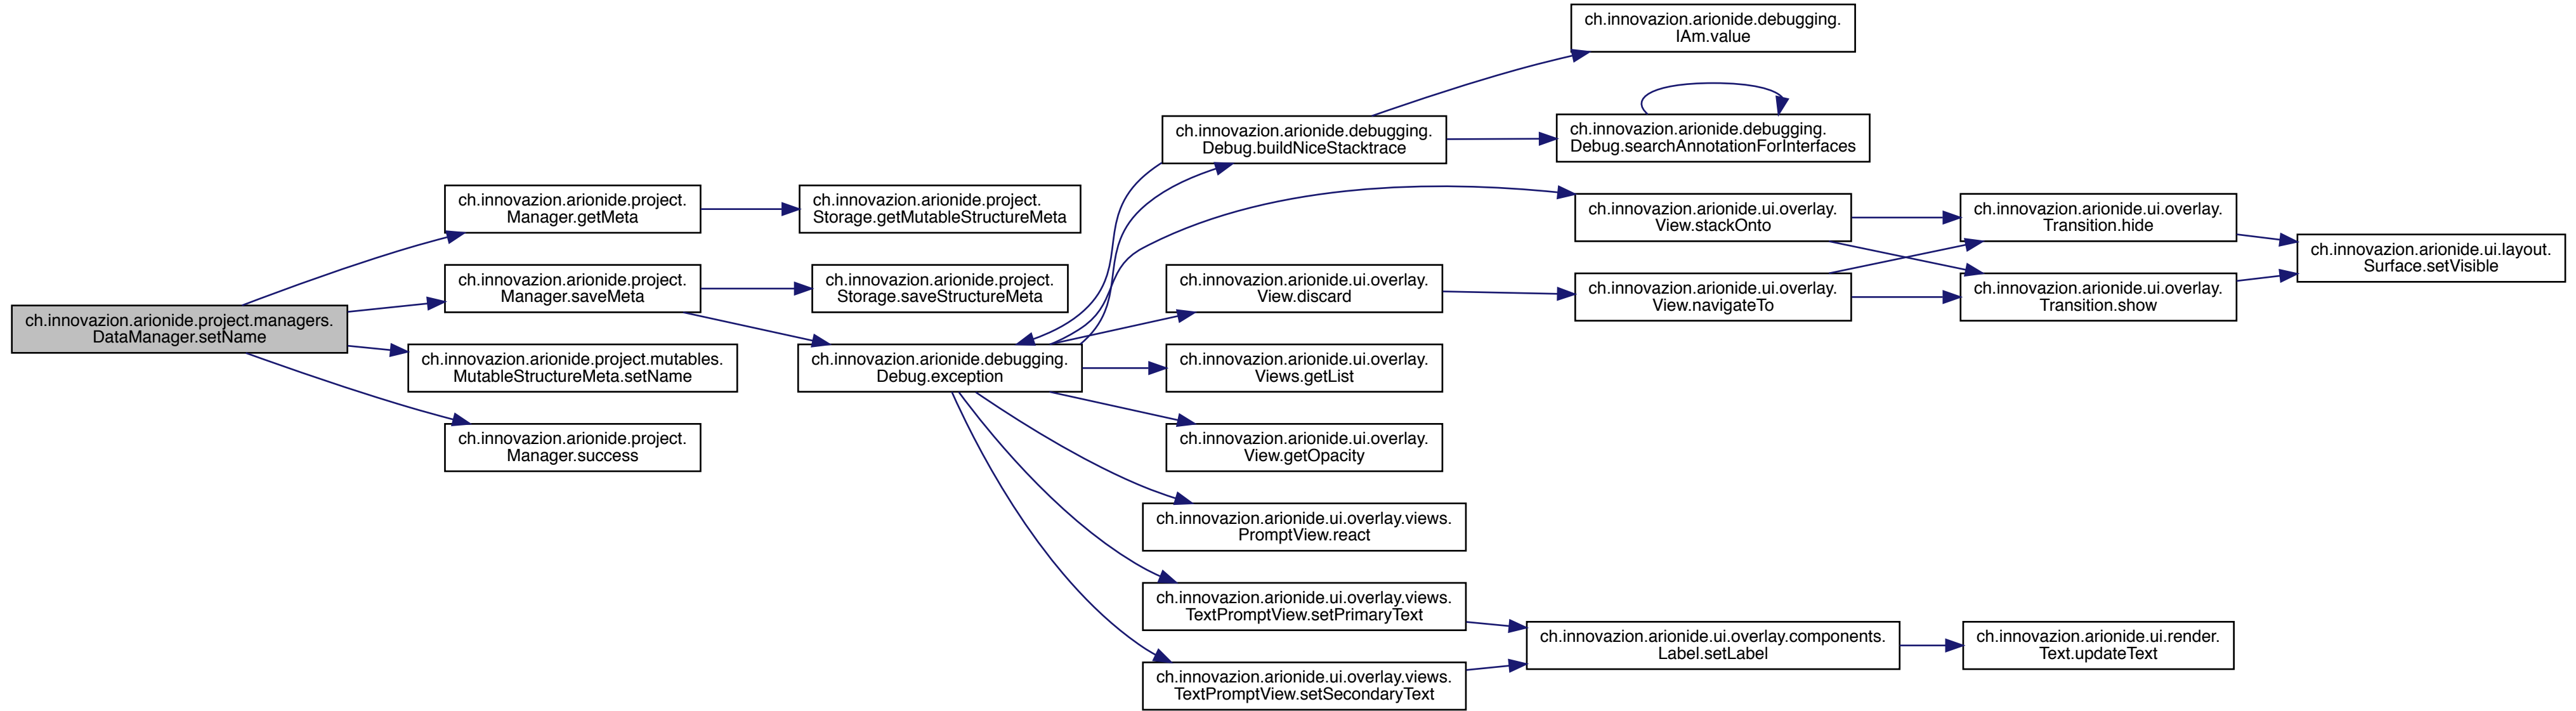 ch.innovazion.arionide.project.managers.
DataManager.setName
ch.innovazion.arionide.project.
Manager.getMeta
ch.innovazion.arionide.project.
Storage.getMutableStructureMeta
ch.innovazion.arionide.project.
Manager.saveMeta
ch.innovazion.arionide.project.
Storage.saveStructureMeta
ch.innovazion.arionide.project.mutables.
MutableStructureMeta.setName
ch.innovazion.arionide.project.
Manager.success
ch.innovazion.arionide.debugging.
Debug.exception
ch.innovazion.arionide.debugging.
Debug.buildNiceStacktrace
ch.innovazion.arionide.debugging.
IAm.value
ch.innovazion.arionide.debugging.
Debug.searchAnnotationForInterfaces
ch.innovazion.arionide.ui.overlay.
View.stackOnto
ch.innovazion.arionide.ui.overlay.
View.discard
ch.innovazion.arionide.ui.overlay.
View.navigateTo
ch.innovazion.arionide.ui.overlay.
Transition.hide
ch.innovazion.arionide.ui.overlay.
Transition.show
ch.innovazion.arionide.ui.layout.
Surface.setVisible
ch.innovazion.arionide.ui.overlay.
Views.getList
ch.innovazion.arionide.ui.overlay.
View.getOpacity
ch.innovazion.arionide.ui.overlay.views.
PromptView.react
ch.innovazion.arionide.ui.overlay.views.
TextPromptView.setPrimaryText
ch.innovazion.arionide.ui.overlay.views.
TextPromptView.setSecondaryText
ch.innovazion.arionide.ui.overlay.components.
Label.setLabel
ch.innovazion.arionide.ui.render.
Text.updateText